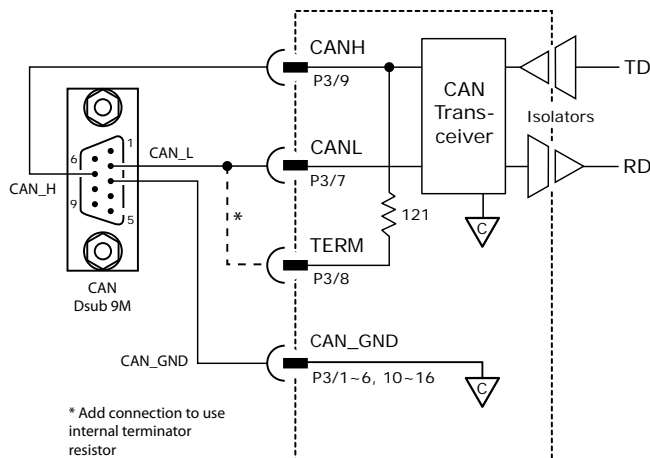 CANH
P3/9
CAN
Trans-
ceiver
TD
Isolators
1
6
CAN_L
CANL
P3/7
RD
CAN_H
9
5
*
121
C
TERM
P3/8
CAN
Dsub 9M
CAN_GND
CAN_GND
P3/1~6, 10~16
C
* Add connection to use
internal terminator
resistor